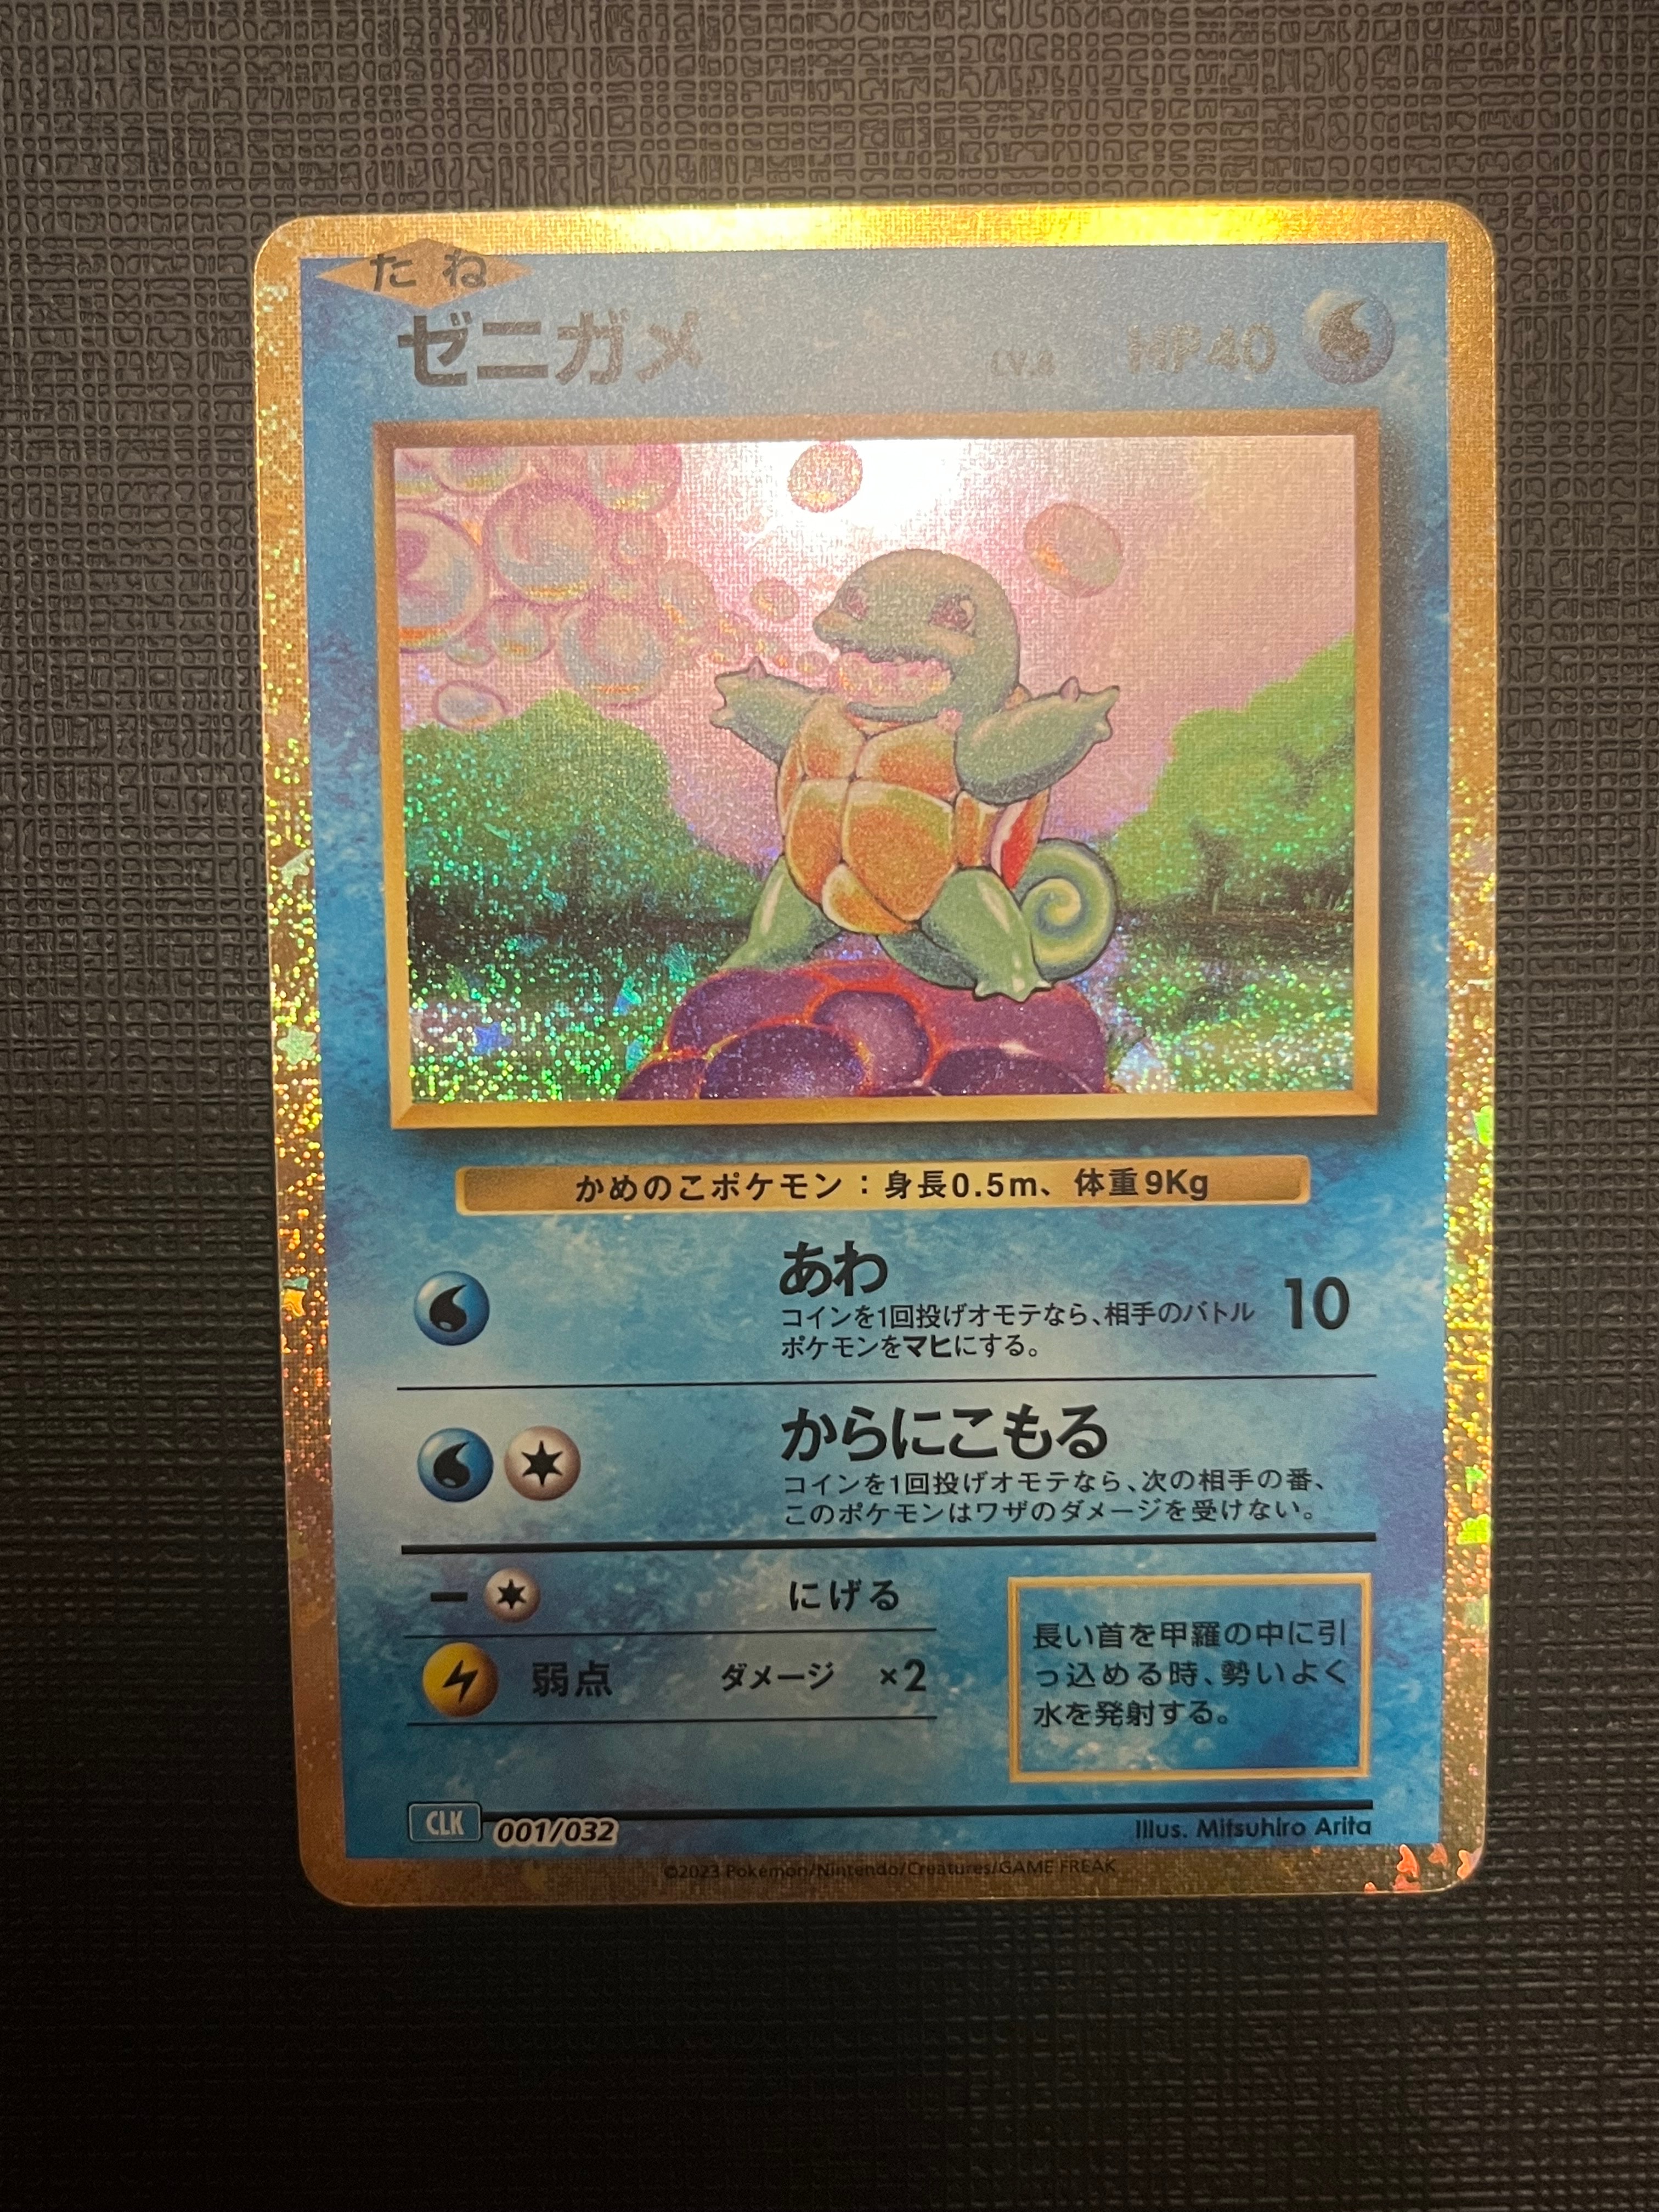 たね
ゼニガメ LV.8 HP40
かめのこポケモン：身長0.5m、体重9Kg
あわ 10
コインを1回投げオモテなら、相手のバトル
ポケモンをマヒにする。
からにこもる
コインを1回投げオモテなら、次の相手の番、
このポケモンはワザのダメージを受けない。
にげる
弱点 ダメージ ×2
長い首を甲羅の中に引
っ込める時、勢いよく
水を発射する。
CLK 001/032
Illus. Mitsuhiro Arita
©2023 Pokémon/Nintendo/Creatures/GAME FREAK